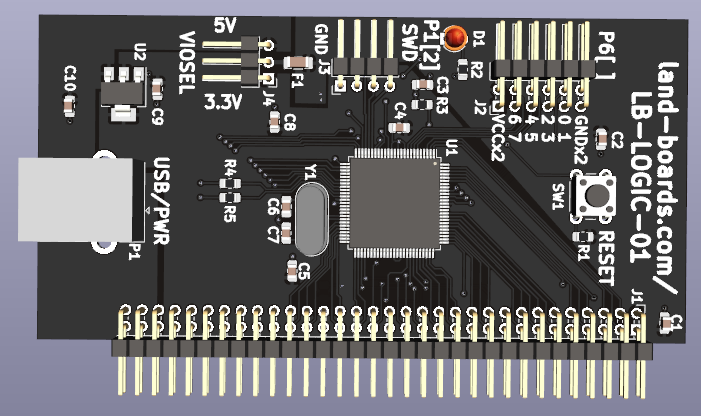 5V
VIOSEL
3.3V
U2
C10
C9
F1
J4
C8
GND
J3
SWD
P1[2]
D1
R2
C3
R3
C4
J2
P6[ ]
VCCx2
6 7
4 5
2 3
0 1
GNDx2
C2
land-boards.com/
LB-LOGIC-01
U1
Y1
R4
R5
C6
C7
C5
USB/PWR
P1
SW1
R1
RESET
J1
C1